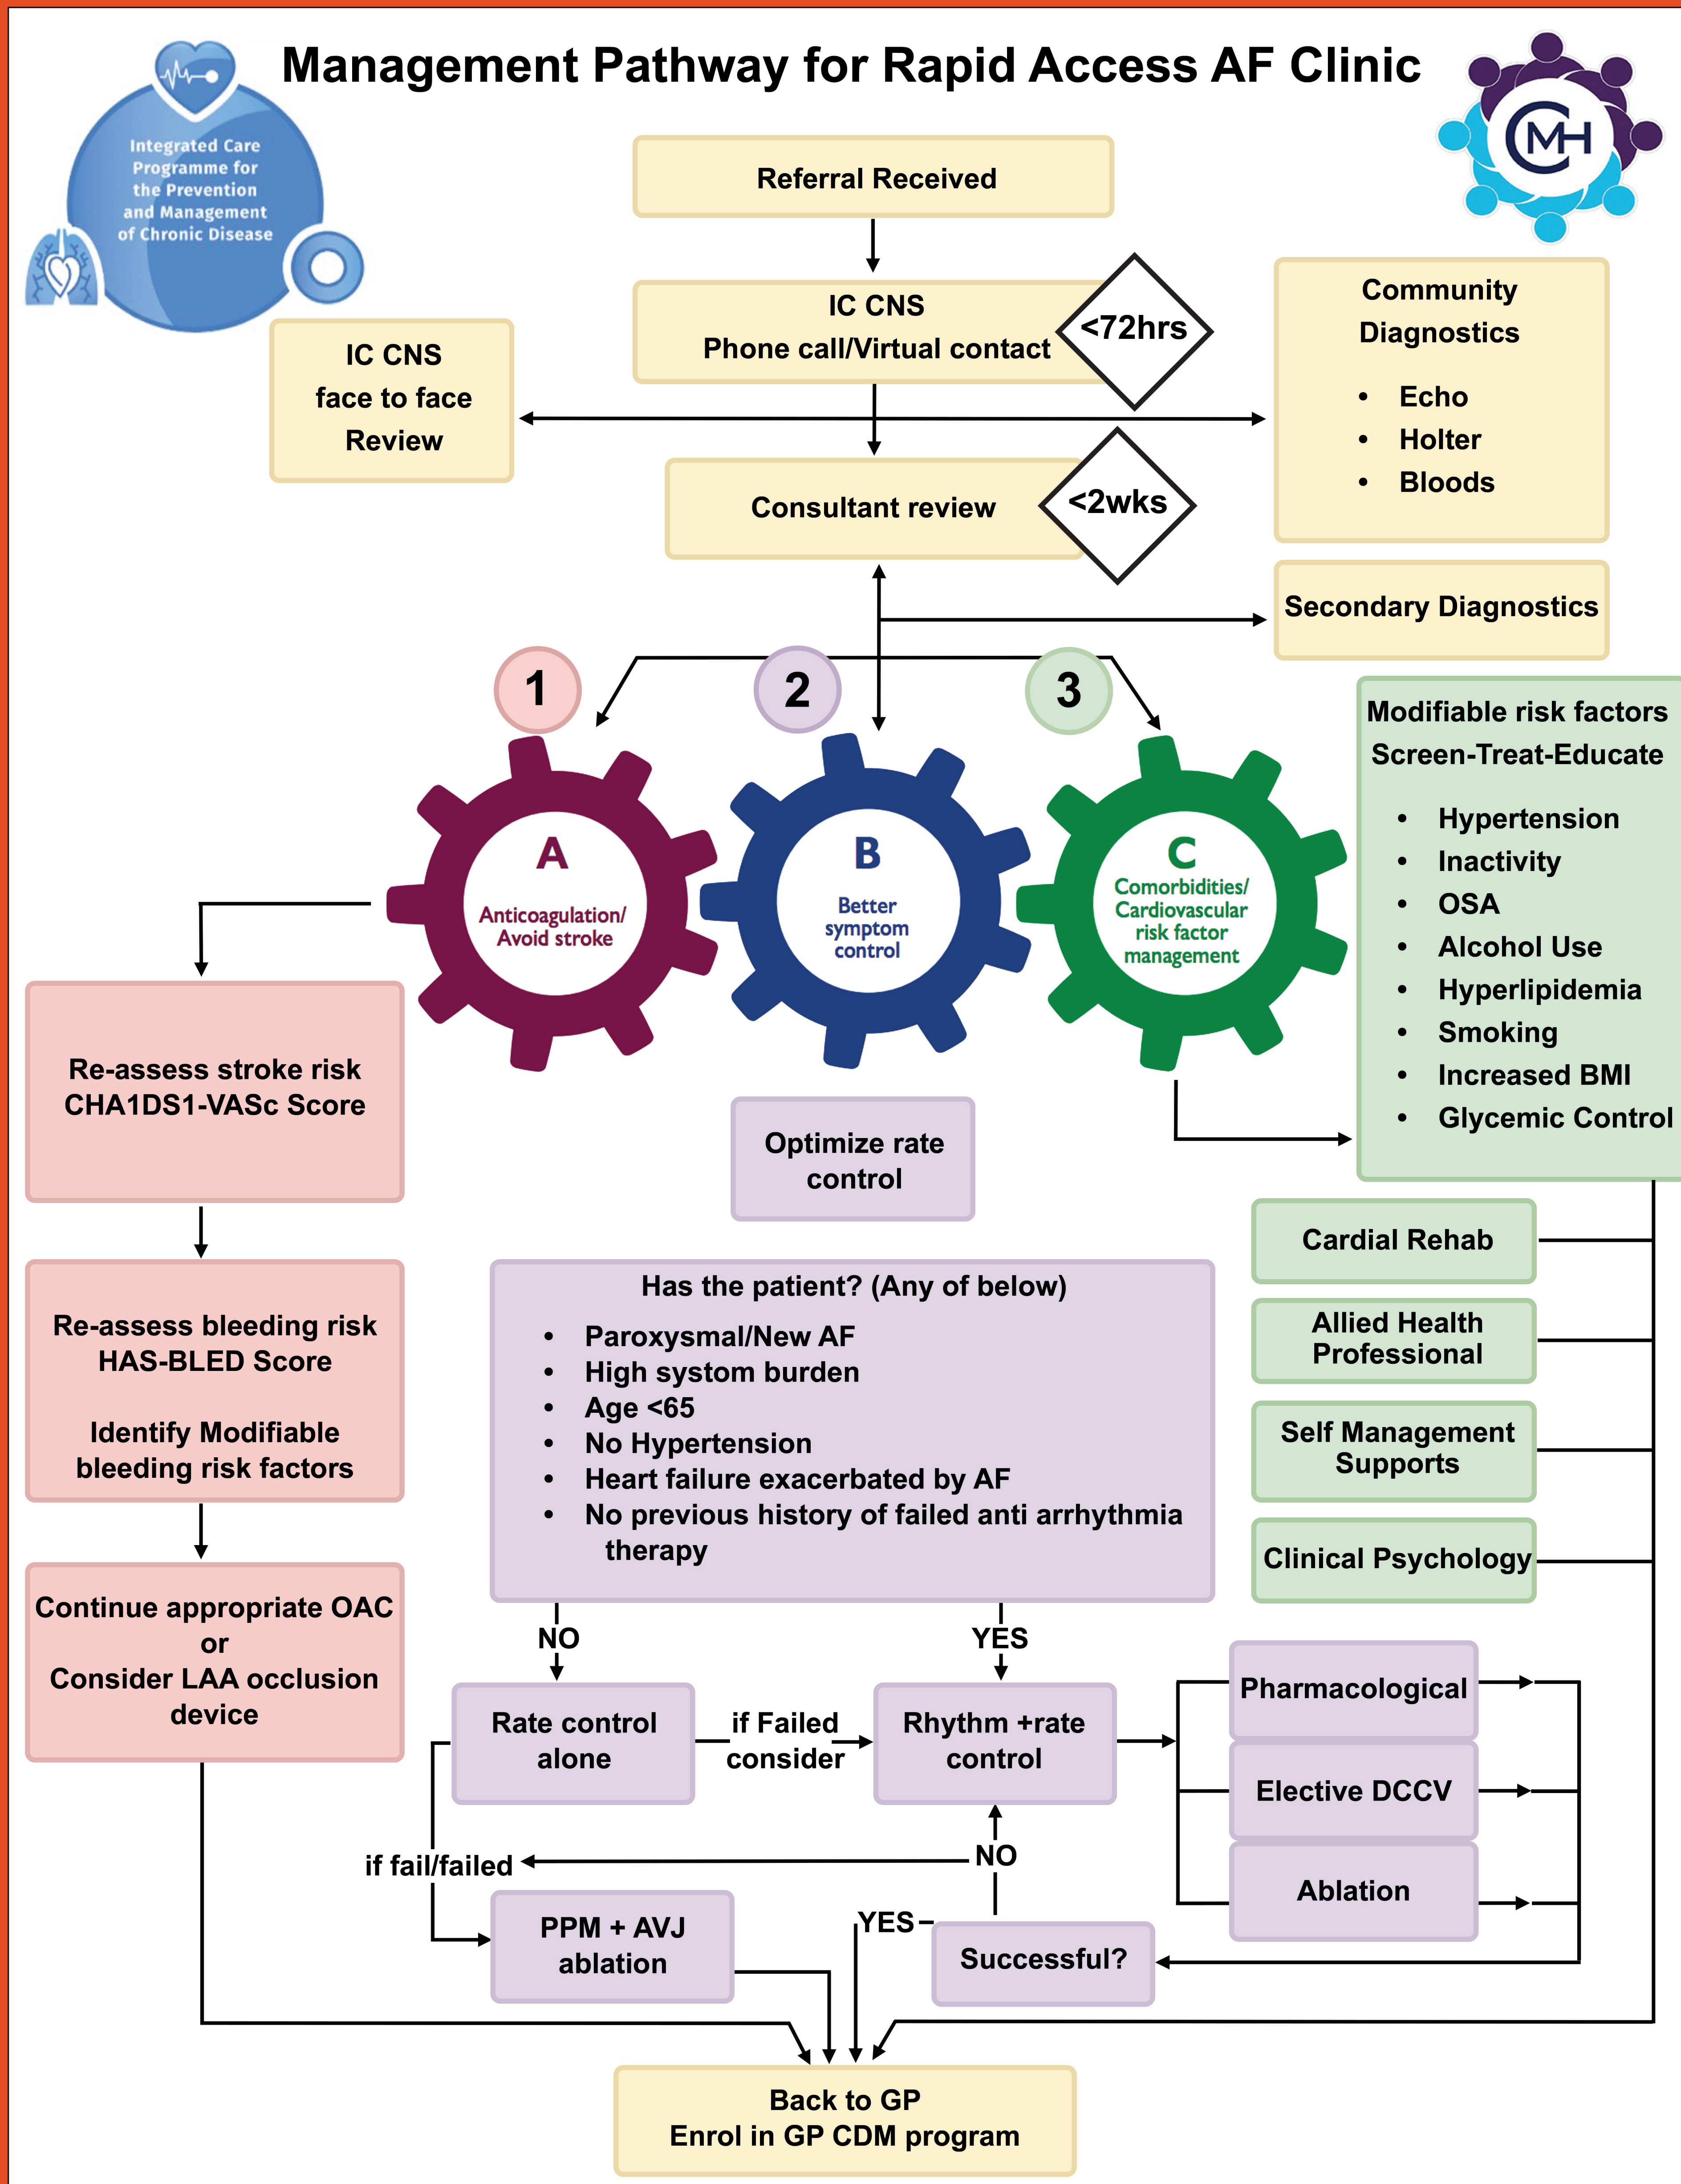 Management Pathway for Rapid Access AF Clinic
Integrated Care
Programme for
the Prevention
and Management
of Chronic Disease
CMH
Referral Received
IC CNS
Phone call/Virtual contact
<72hrs
IC CNS
face to face
Review
Community
Diagnostics
• Echo
• Holter
• Bloods
Consultant review
<2wks
Secondary Diagnostics
1
2
3
A
Anticoagulation/
Avoid stroke
B
Better
symptom
control
C
Comorbidities/
Cardiovascular
risk factor
management
Modifiable risk factors
Screen-Treat-Educate
• Hypertension
• Inactivity
• OSA
• Alcohol Use
• Hyperlipidemia
• Smoking
• Increased BMI
• Glycemic Control
Re-assess stroke risk
CHA1DS1-VASc Score
Re-assess bleeding risk
HAS-BLED Score
Identify Modifiable
bleeding risk factors
Continue appropriate OAC
or
Consider LAA occlusion
device
Optimize rate
control
Has the patient? (Any of below)
• Paroxysmal/New AF
• High systom burden
• Age <65
• No Hypertension
• Heart failure exacerbated by AF
• No previous history of failed anti arrhythmia
therapy
Cardial Rehab
Allied Health
Professional
Self Management
Supports
Clinical Psychology
NO
YES
Rate control
alone
if Failed
consider
Rhythm +rate
control
Pharmacological
Elective DCCV
Ablation
if fail/failed
NO
PPM + AVJ
ablation
YES
Successful?
Back to GP
Enrol in GP CDM program